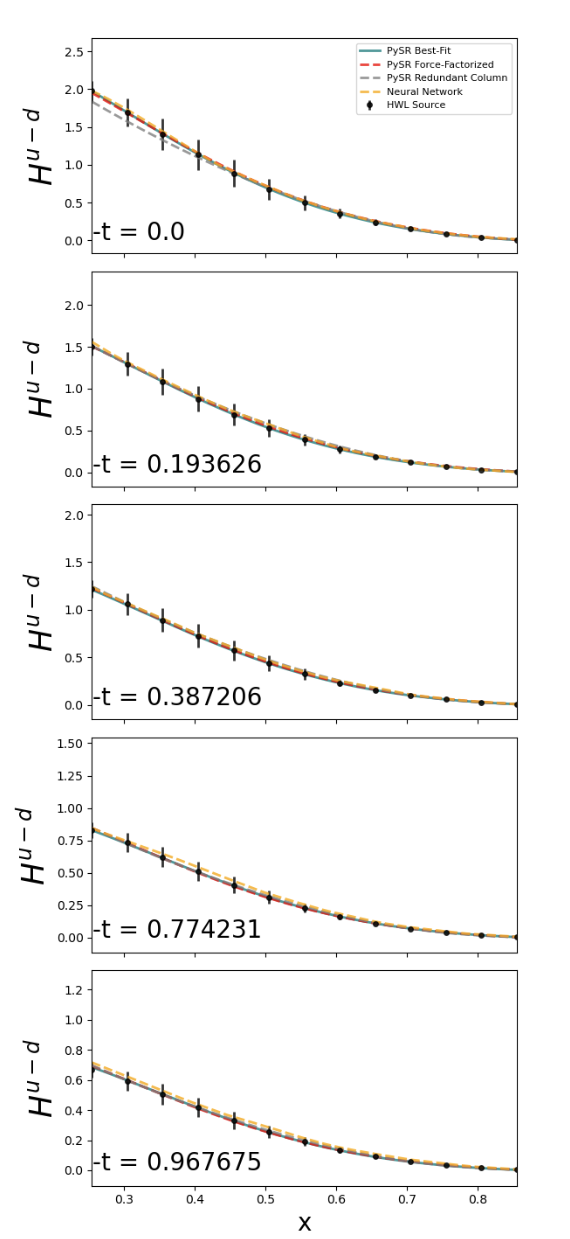 2.5
2.0
1.5
1.0
0.5
0.0
H^{u−d}
PySR Best-Fit
PySR Force-Factorized
PySR Redundant Column
Neural Network
HWL Source
-t = 0.0
2.0
1.5
1.0
0.5
0.0
H^{u−d}
-t = 0.193626
2.0
1.5
1.0
0.5
0.0
H^{u−d}
-t = 0.387206
1.50
1.25
1.00
0.75
0.50
0.25
0.00
H^{u−d}
-t = 0.774231
1.2
1.0
0.8
0.6
0.4
0.2
0.0
H^{u−d}
-t = 0.967675
0.3 0.4 0.5 0.6 0.7 0.8
x